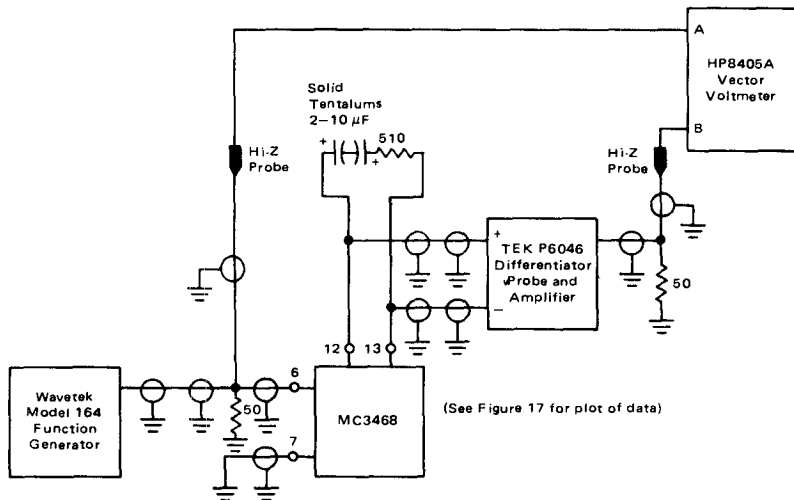 A
HP8405A
Vector
Voltmeter
B
Solid
Tentalums
2–10 µF
510
+
+
Hi-Z
Probe
Hi-Z
Probe
+
TEK P6046
Differentiator
Probe and
Amplifier
−
50
12
13
6
Wavetek
Model 164
Function
Generator
50
MC3468
7
(See Figure 17 for plot of data)